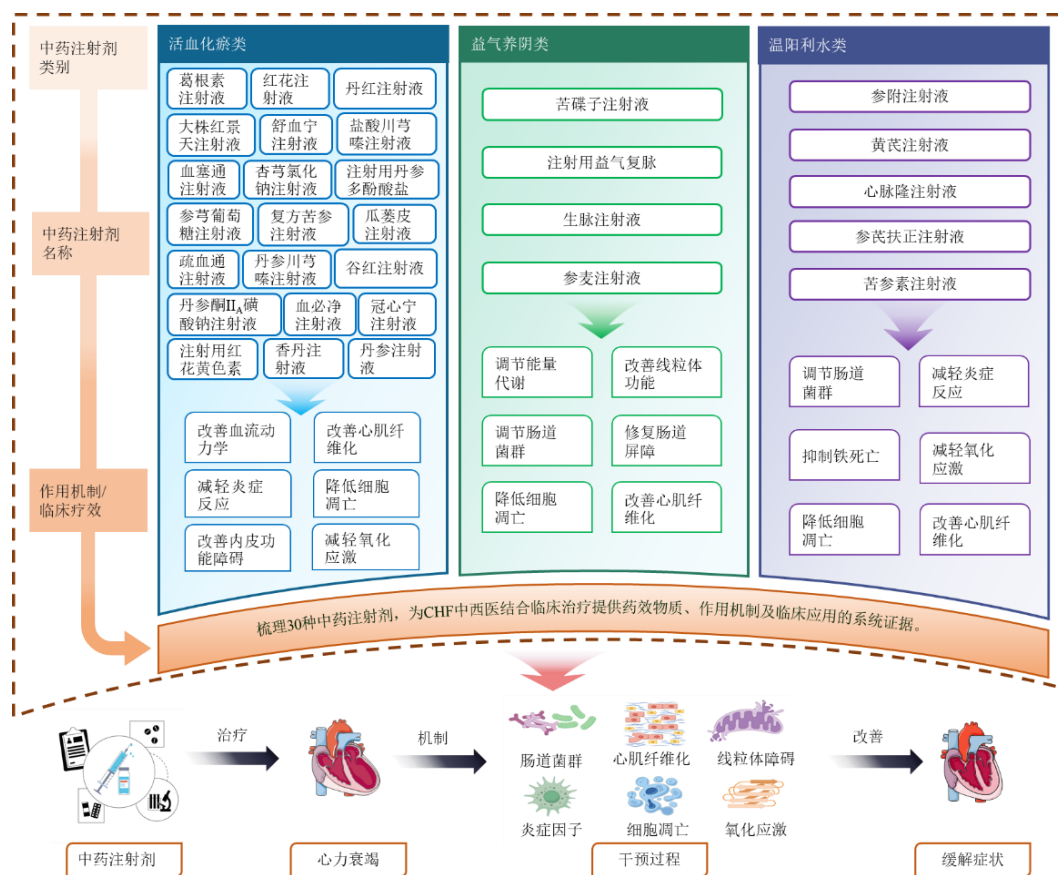 中药注射剂
类别
活血化瘀类
益气养阴类
温阳利水类
葛根素
注射液
红花注
射液
丹红注射液
大株红景
天注射液
舒血宁
注射液
盐酸川芎
嗪注射液
血塞通
注射液
杏芎氯化
钠注射液
注射用丹参
多酚酸盐
中药注射剂
名称
参芎葡萄
糖注射液
复方苦参
注射液
瓜蒌皮
注射液
疏血通
注射液
丹参川芎
嗪注射液
谷红注射液
丹参酮IIA磺
酸钠注射液
血必净
注射液
冠心宁
注射液
注射用红
花黄色素
香丹注
射液
丹参注射
液
苦碟子注射液
注射用益气复脉
生脉注射液
参麦注射液
参附注射液
黄芪注射液
心脉隆注射液
参芪扶正注射液
苦参素注射液
作用机制/
临床疗效
改善血流动
力学
改善心肌纤
维化
减轻炎症
反应
降低细胞
凋亡
改善内皮功
能障碍
减轻氧化
应激
调节能量
代谢
改善线粒体
功能
调节肠道
菌群
修复肠道
屏障
降低细胞
凋亡
改善心肌纤
维化
调节肠道
菌群
减轻炎症
反应
抑制铁死亡
减轻氧化
应激
降低细胞
凋亡
改善心肌纤
维化
梳理30种中药注射剂，为CHF中西医结合临床治疗提供药效物质、作用机制及临床应用的系统证据。
治疗
机制
改善
肠道菌群
心肌纤维化
线粒体障碍
炎症因子
细胞凋亡
氧化应激
中药注射剂
心力衰竭
干预过程
缓解症状